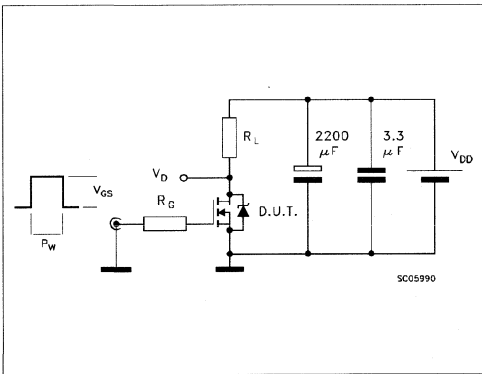 R_L
2200 μF
3.3 μF
V_DD
V_D
V_GS
R_G
D.U.T.
P_W
SC05990